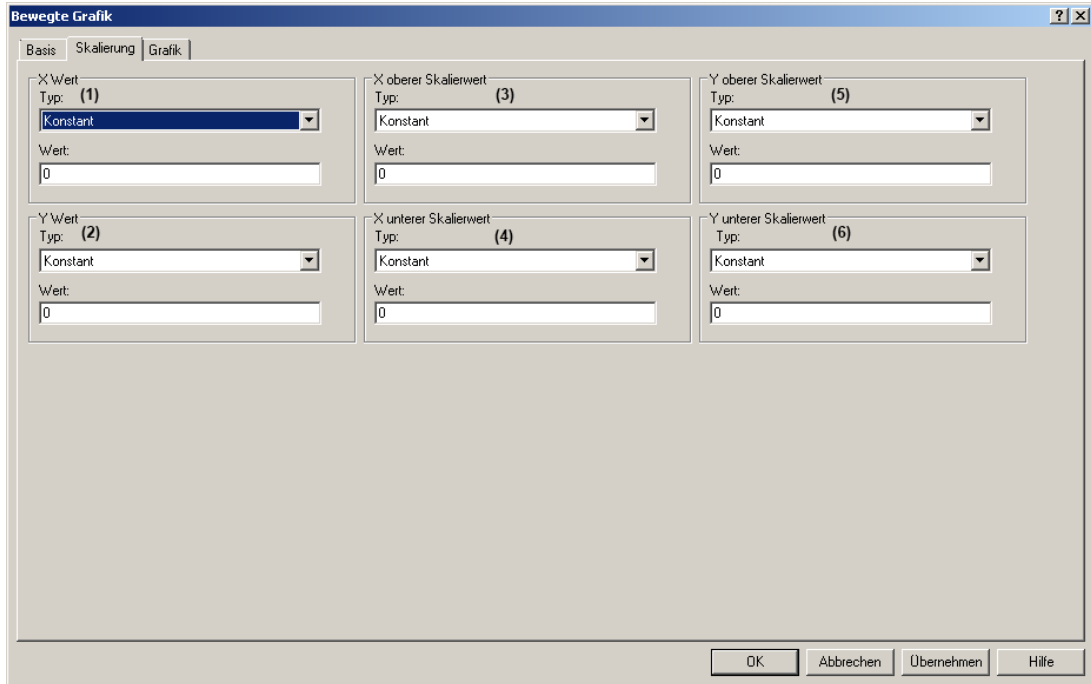 Bewegte Grafik
Basis Skalierung Grafik
X Wert
Typ: (1)
Konstant
Wert:
0
X oberer Skalierwert
Typ: (3)
Konstant
Wert:
0
Y oberer Skalierwert
Typ: (5)
Konstant
Wert:
0
Y Wert
Typ: (2)
Konstant
Wert:
0
X unterer Skalierwert
Typ: (4)
Konstant
Wert:
0
Y unterer Skalierwert
Typ: (6)
Konstant
Wert:
0
OK Abbrechen Übernehmen Hilfe